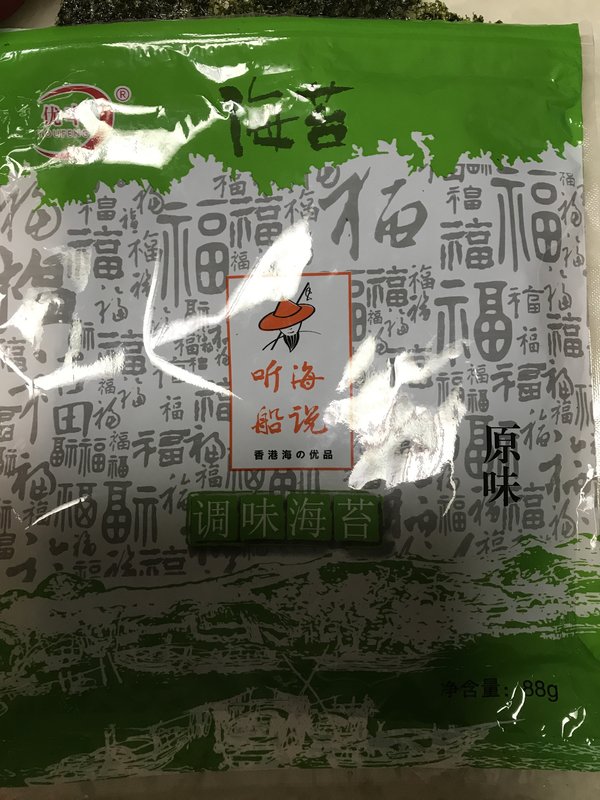 海苔
听海
船说
香港海の优品
原味
调味海苔
净含量：88g